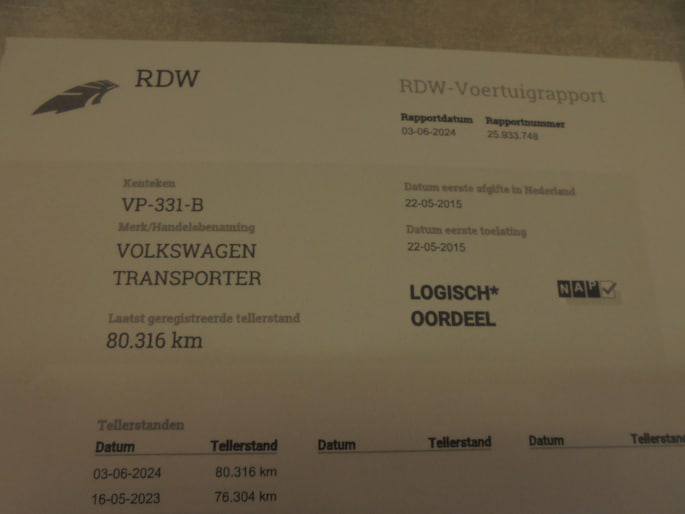 RDW
RDW-Voertuigrapport
Rapportdatum Rapportnummer
03-06-2024 25.933.748
Kenteken
VP-331-B
Merk/Handelsbenaming
VOLKSWAGEN
TRANSPORTER
Laatst geregistreerde tellerstand
80.316 km
Datum eerste afgifte in Nederland
22-05-2015
Datum eerste toelating
22-05-2015
LOGISCH*
OORDEEL
NAP
Tellerstanden
Datum Tellerstand Datum Tellerstand Datum Tellerstand
03-06-2024 80.316 km
16-05-2023 76.304 km